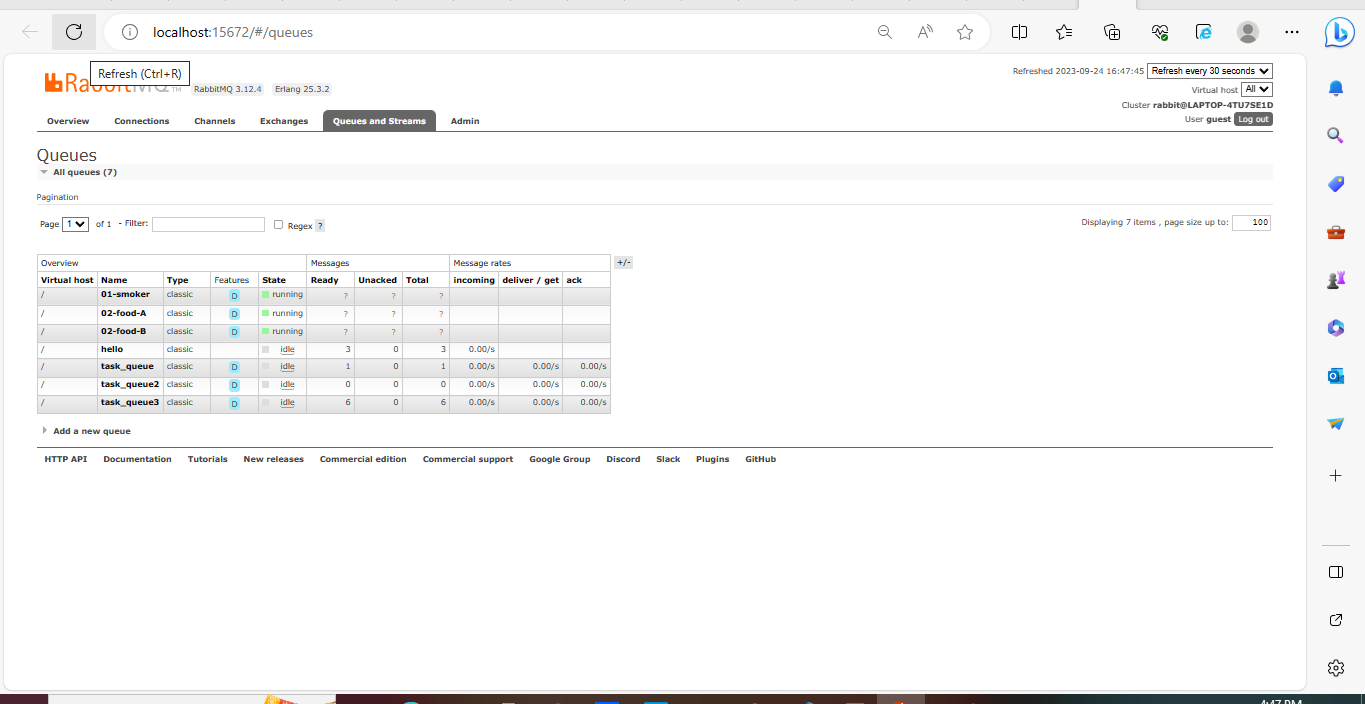 localhost:15672/#/queues
Refresh (Ctrl+R)
RabbitMQ TM RabbitMQ 3.12.4 Erlang 25.3.2
Refreshed 2023-09-24 16:47:45 Refresh every 30 seconds
Virtual host All
Cluster rabbit@LAPTOP-4TU7SE1D
User guest Log out
Overview Connections Channels Exchanges Queues and Streams Admin
Queues
All queues (7)
Pagination
Page 1 of 1 - Filter: Regex ? Displaying 7 items , page size up to: 100
Overview Messages Message rates +/-
Virtual host Name Type Features State Ready Unacked Total incoming deliver / get ack
/ 01-smoker classic D running ? ? ?
/ 02-food-A classic D running ? ? ?
/ 02-food-B classic D running ? ? ?
/ hello classic idle 3 0 3 0.00/s
/ task_queue classic D idle 1 0 1 0.00/s 0.00/s 0.00/s
/ task_queue2 classic D idle 0 0 0 0.00/s 0.00/s 0.00/s
/ task_queue3 classic D idle 6 0 6 0.00/s 0.00/s 0.00/s
Add a new queue
HTTP API Documentation Tutorials New releases Commercial edition Commercial support Google Group Discord Slack Plugins GitHub
4:47 PM